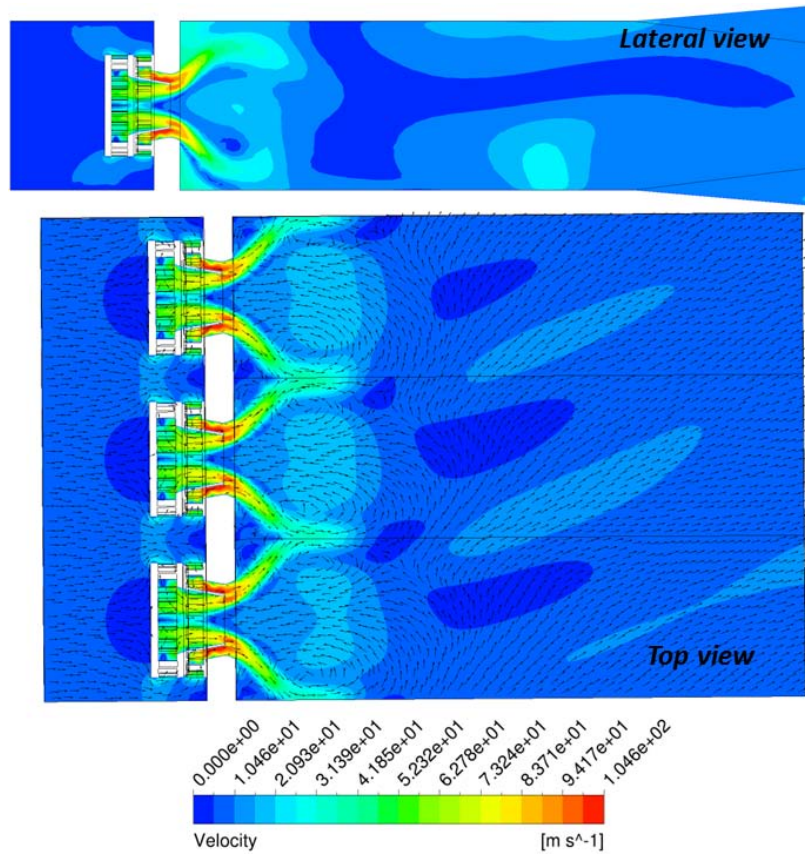 Lateral view
Top view
0.000e+00
1.046e+01
2.093e+01
3.139e+01
4.185e+01
5.232e+01
6.278e+01
7.324e+01
8.371e+01
9.417e+01
1.046e+02
Velocity
[m s^-1]